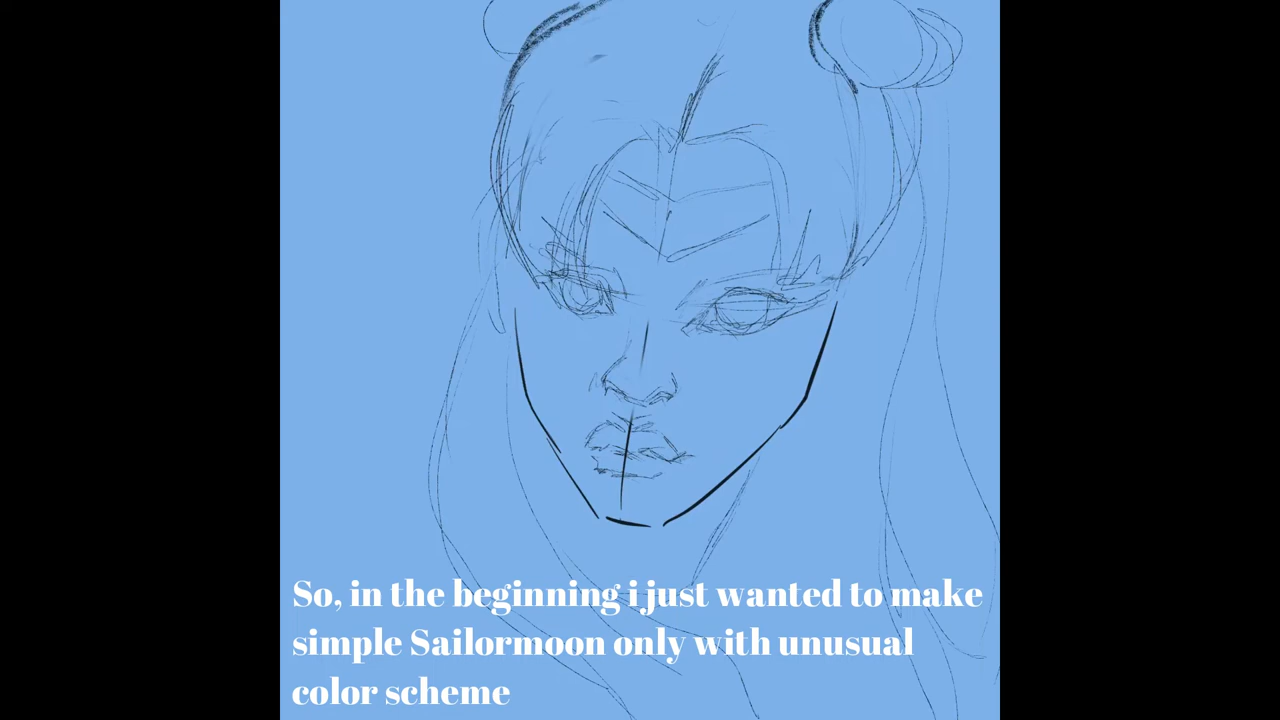 So, in the beginning i just wanted to make
simple Sailormoon only with unusual
color scheme